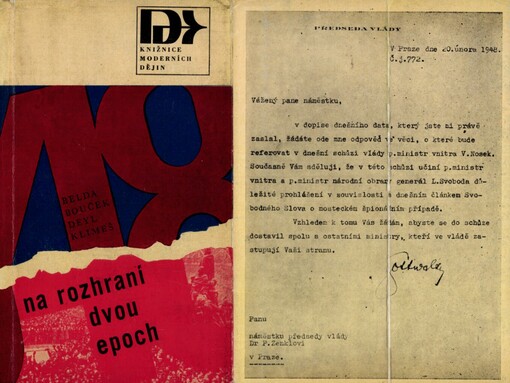 KNIŽNICE
MODERNÍCH
DĚJIN
48
BELDA
BOUČEK
DEYL
KLIMEŠ
na rozhraní
dvou
epoch
PŘEDSEDA VLÁDY
V Praze dne 20.února 1948.
Č.j.772.
Vážený pane náměstku,
v dopise dnešního data, který jste mi právě
zaslal, žádáte ode mne odpověď ve věci, o které bude
referovat v dnešní schůzi vlády p.ministr vnitra V.Nosek.
Současně Vám sděluji, že v této schůzi učiní p.ministr
vnitra a p.ministr národní obrany generál L.Svoboda dů-
ležité prohlášení v souvislosti s dnešním článkem Svo-
bodného Slova o mosteckém špionážním případě.
Vzhledem k tomu Vás žádám, abyste se do schůze
dostavil spolu s ostatními ministry, kteří ve vládě za-
stupují Vaši stranu.
Gottwald
Panu
náměstku předsedy vlády
Dr P.Zenklovi
v Praze.